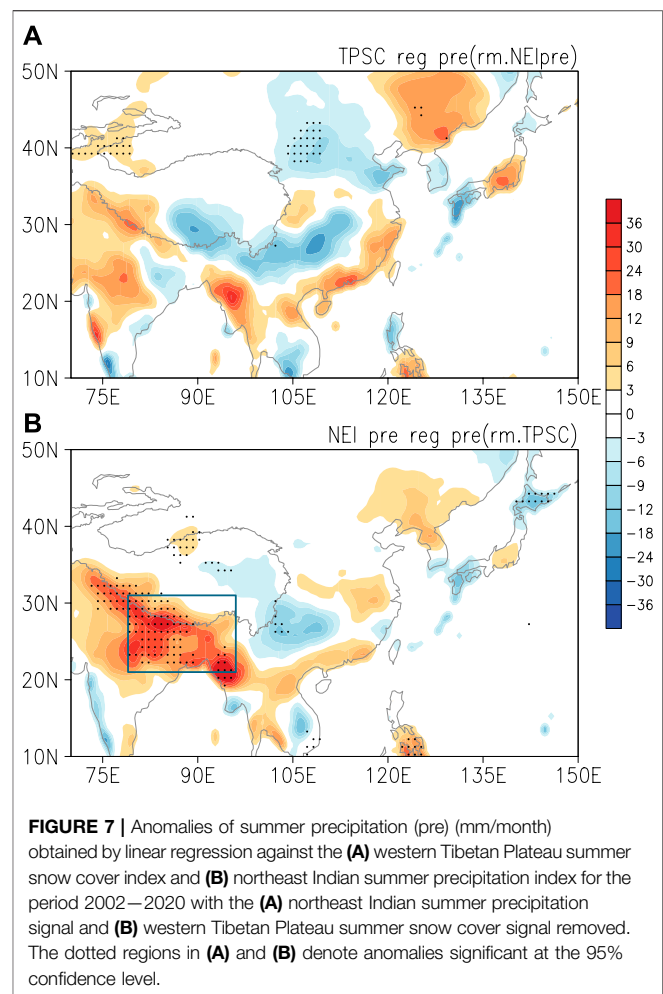 A
TPSC reg pre(rm.NEIpre)
50N
40N
30N
20N
10N
75E 90E 105E 120E 135E 150E
B
NEI pre reg pre(rm.TPSC)
50N
40N
30N
20N
10N
75E 90E 105E 120E 135E 150E
36
30
24
18
12
9
6
3
0
−3
−6
−9
−12
−18
−24
−30
−36
FIGURE 7 | Anomalies of summer precipitation (pre) (mm/month)
obtained by linear regression against the (A) western Tibetan Plateau summer
snow cover index and (B) northeast Indian summer precipitation index for the
period 2002—2020 with the (A) northeast Indian summer precipitation
signal and (B) western Tibetan Plateau summer snow cover signal removed.
The dotted regions in (A) and (B) denote anomalies significant at the 95%
confidence level.